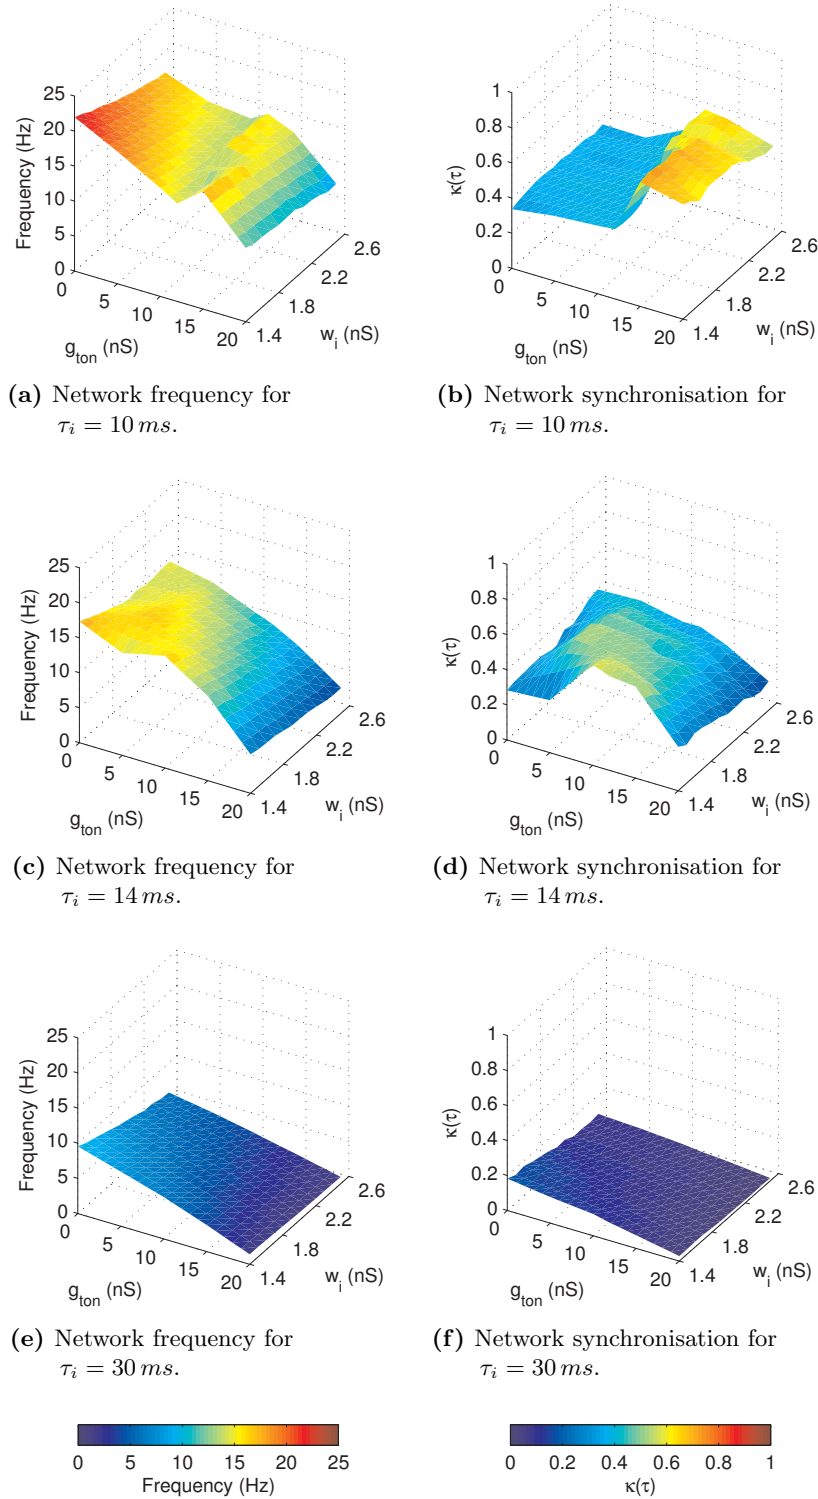 25
20
15
10
5
0
Frequency (Hz)
0
5
10
15
20
g_ton (nS)
1.4
1.8
2.2
2.6
w_i (nS)
1
0.8
0.6
0.4
0.2
0
κ(τ)
0
5
10
15
20
g_ton (nS)
1.4
1.8
2.2
2.6
w_i (nS)
(a) Network frequency for
τ_i = 10 ms.
(b) Network synchronisation for
τ_i = 10 ms.
25
20
15
10
5
0
Frequency (Hz)
0
5
10
15
20
g_ton (nS)
1.4
1.8
2.2
2.6
w_i (nS)
1
0.8
0.6
0.4
0.2
0
κ(τ)
0
5
10
15
20
g_ton (nS)
1.4
1.8
2.2
2.6
w_i (nS)
(c) Network frequency for
τ_i = 14 ms.
(d) Network synchronisation for
τ_i = 14 ms.
25
20
15
10
5
0
Frequency (Hz)
0
5
10
15
20
g_ton (nS)
1.4
1.8
2.2
2.6
w_i (nS)
1
0.8
0.6
0.4
0.2
0
κ(τ)
0
5
10
15
20
g_ton (nS)
1.4
1.8
2.2
2.6
w_i (nS)
(e) Network frequency for
τ_i = 30 ms.
(f) Network synchronisation for
τ_i = 30 ms.
0 5 10 15 20 25
Frequency (Hz)
0 0.2 0.4 0.6 0.8 1
κ(τ)